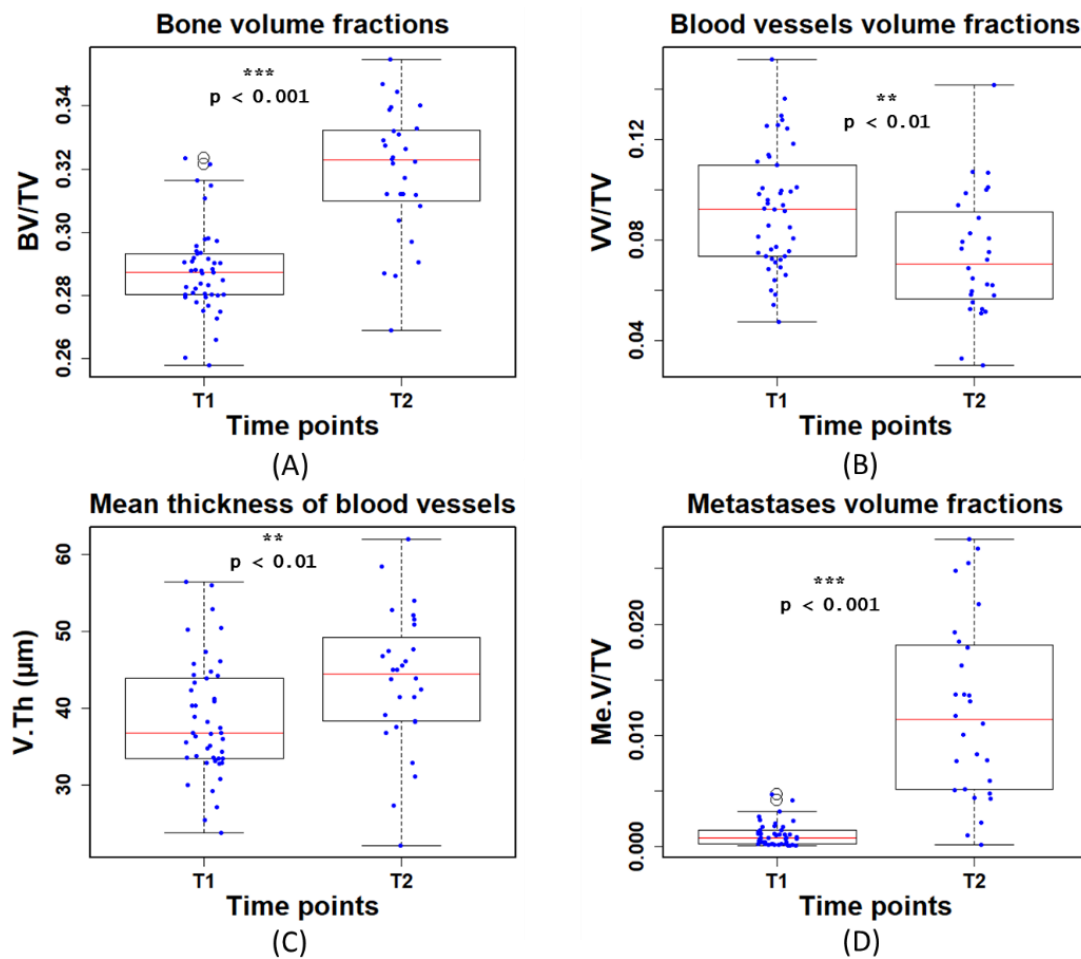 Bone volume fractions
***
p < 0.001
BV/TV
0.34
0.32
0.30
0.28
0.26
T1
T2
Time points
(A)
Blood vessels volume fractions
**
p < 0.01
VV/TV
0.12
0.08
0.04
T1
T2
Time points
(B)
Mean thickness of blood vessels
**
p < 0.01
V.Th (µm)
60
50
40
30
T1
T2
Time points
(C)
Metastases volume fractions
***
p < 0.001
Me.V/TV
0.020
0.010
0.000
T1
T2
Time points
(D)